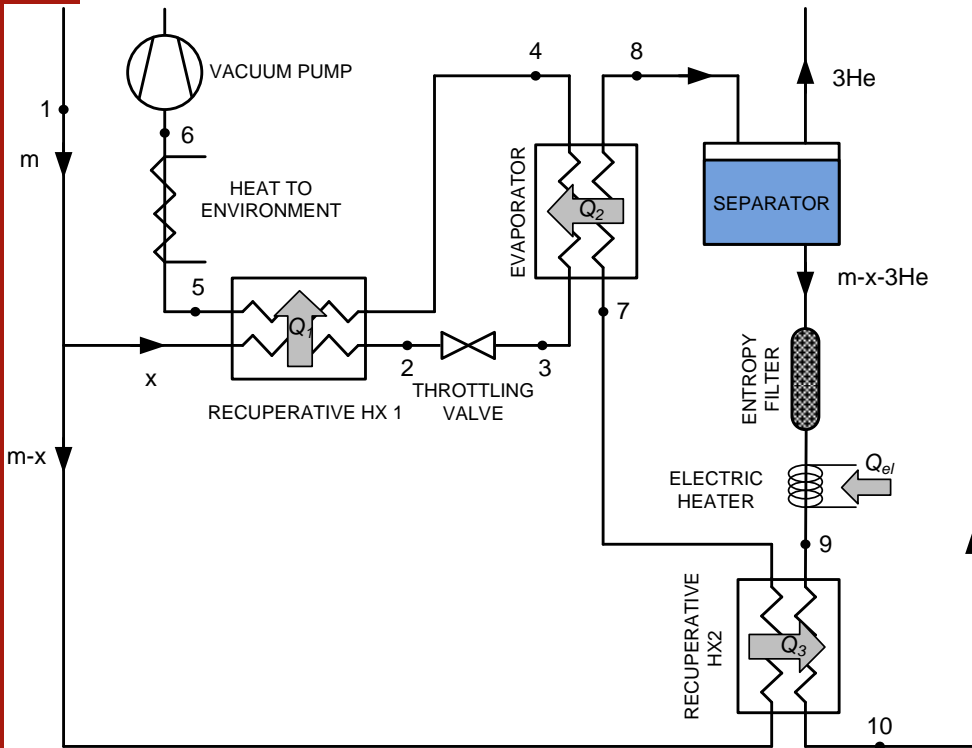 4
8
VACUUM PUMP
3He
1
6
m
HEAT TO
ENVIRONMENT
EVAPORATOR
Q2
SEPARATOR
m-x-3He
5
7
Q1
2
3
x
THROTTLING
VALVE
RECUPERATIVE HX 1
ENTROPY
FILTER
m-x
ELECTRIC
HEATER
Qel
9
RECUPERATIVE
HX2
Q3
10